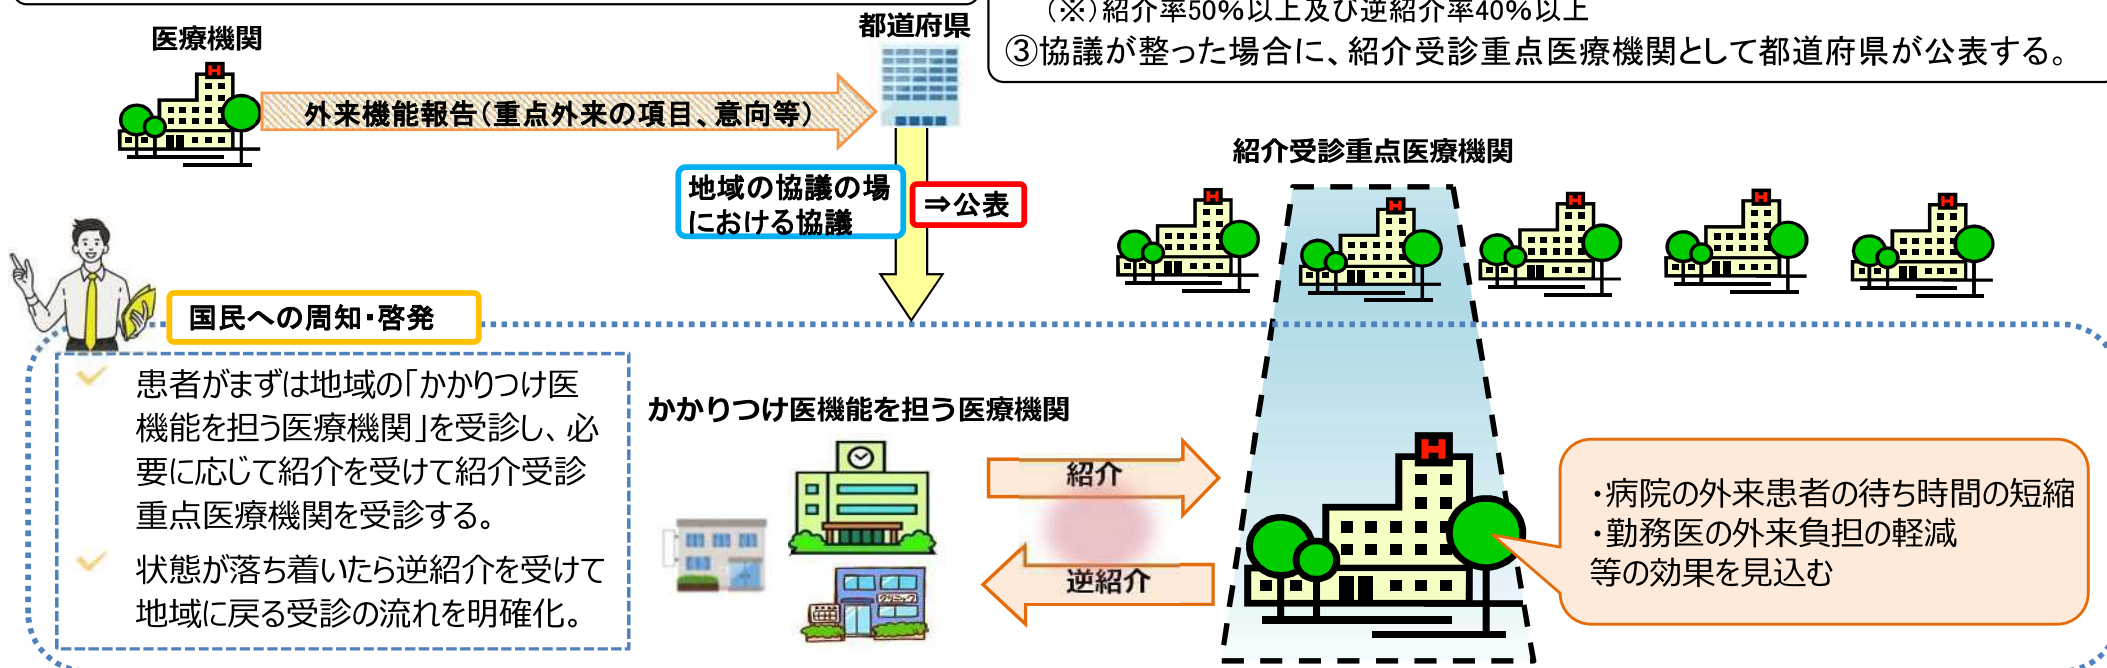 (※)紹介率50%以上及び逆紹介率40%以上
③協議が整った場合に、紹介受診重点医療機関として都道府県が公表する。
医療機関
都道府県
外来機能報告(重点外来の項目、意向等)
地域の協議の場
における協議
⇒公表
紹介受診重点医療機関
H
H
H
H
H
H
国民への周知・啓発
患者がまずは地域の「かかりつけ医
機能を担う医療機関」を受診し、必
要に応じて紹介を受けて紹介受診
重点医療機関を受診する。
状態が落ち着いたら逆紹介を受けて
地域に戻る受診の流れを明確化。
かかりつけ医機能を担う医療機関
クリニック
紹介
逆紹介
H
・病院の外来患者の待ち時間の短縮
・勤務医の外来負担の軽減
等の効果を見込む